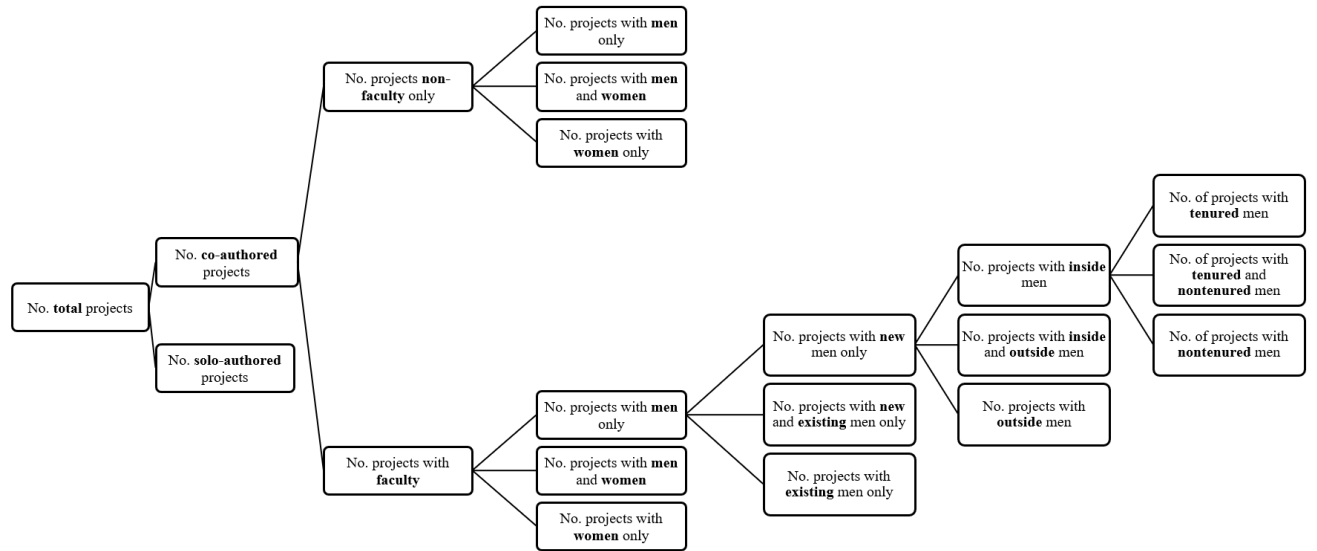 No. total projects
No. co-authored
projects
No. solo-authored
projects
No. projects non-
faculty only
No. projects with
faculty
No. projects with men
only
No. projects with men
and women
No. projects with
women only
No. projects with men
only
No. projects with men
and women
No. projects with
women only
No. projects with new
men only
No. projects with new
and existing men only
No. projects with
existing men only
No. projects with inside
men
No. projects with inside
and outside men
No. projects with
outside men
No. of projects with
tenured men
No. of projects with
tenured and
nontenured men
No. of projects with
nontenured men